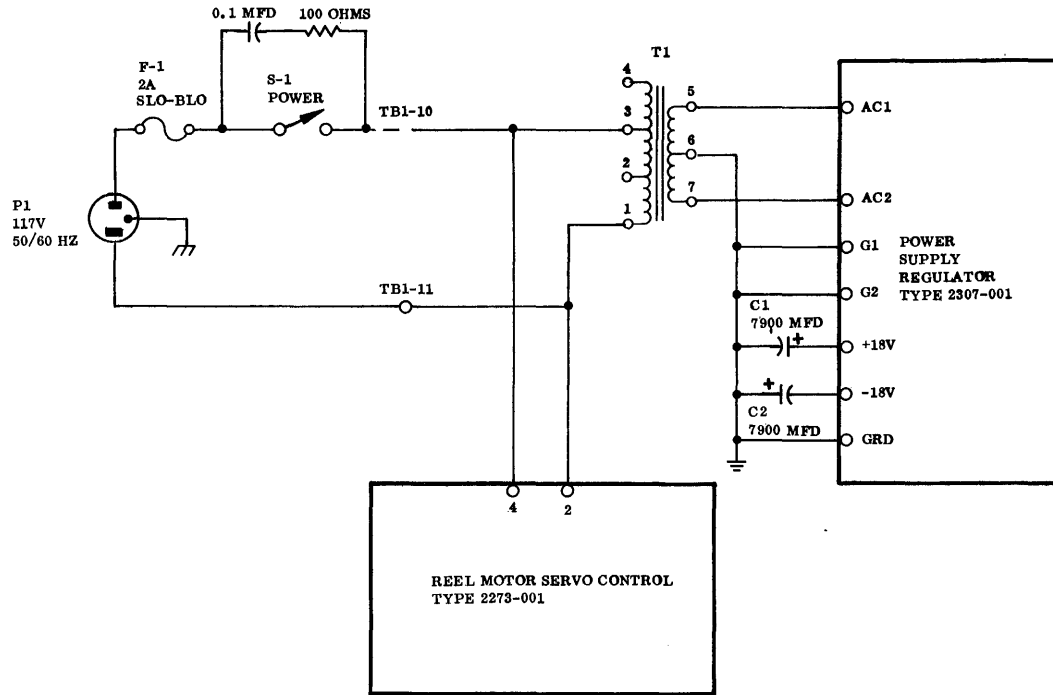 0.1 MFD
100 OHMS
F-1
2A
SLO-BLO
S-1
POWER
TB1-10
T1
4
3
2
1
5
6
7
AC1
AC2
G1
G2
+18V
-18V
GRD
POWER
SUPPLY
REGULATOR
TYPE 2307-001
P1
117V
50/60 HZ
TB1-11
C1
7900 MFD
+
+
C2
7900 MFD
4
2
REEL MOTOR SERVO CONTROL
TYPE 2273-001